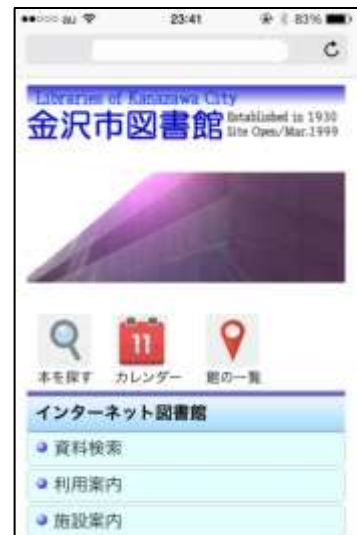 au 23:41 83%
Libraries of Kanazawa City
金沢市図書館
Established in 1930
Site Open/Mar.1999
本を探す カレンダー 館の一覧
11
インターネット図書館
資料検索
利用案内
施設案内